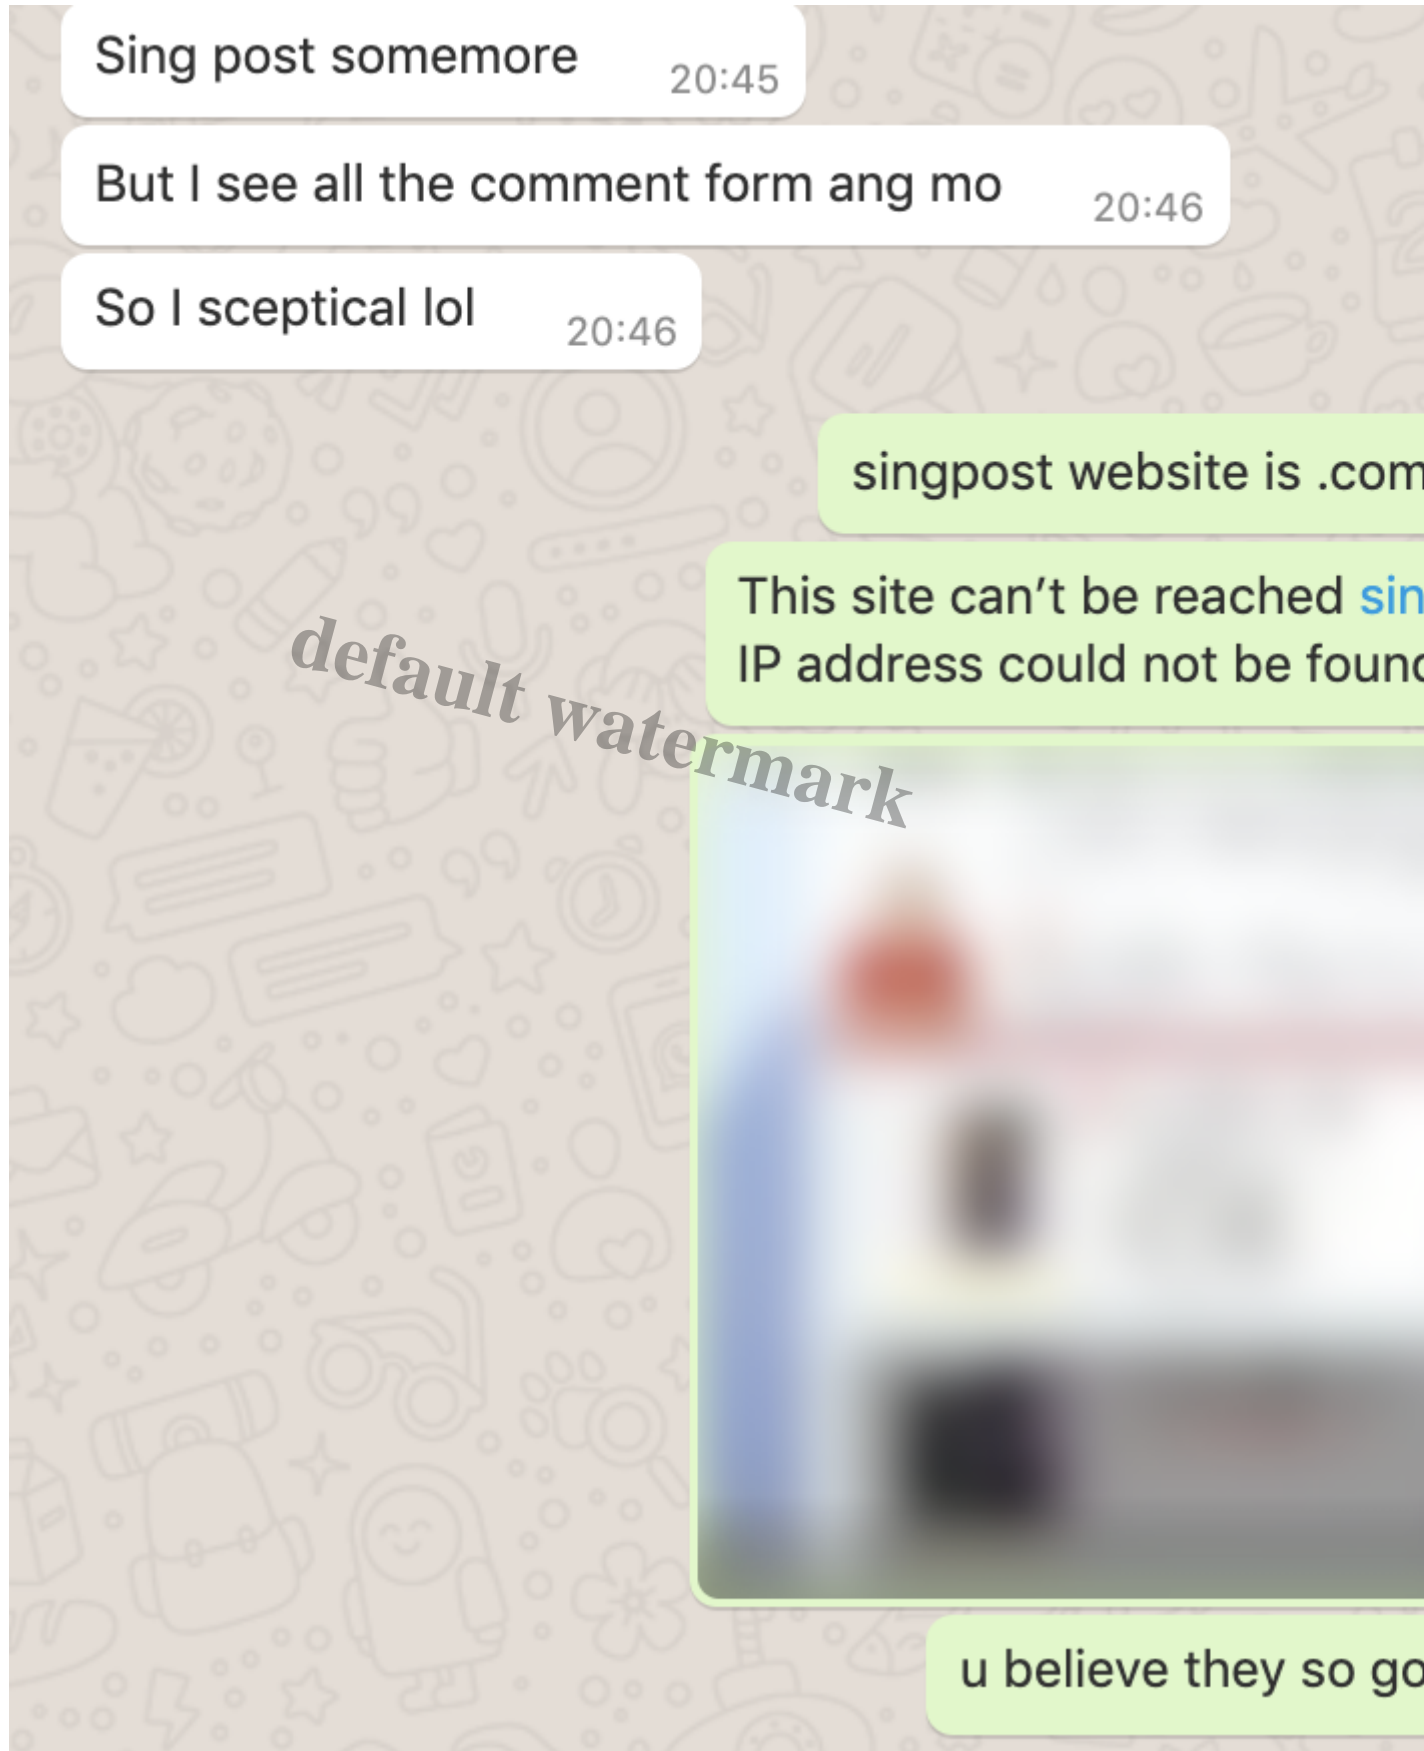 Sing post somemore
20:45
But I see all the comment form ang mo
20:46
So I sceptical lol
20:46
singpost website is .com
This site can't be reached sin
IP address could not be found
default watermark
u believe they so go